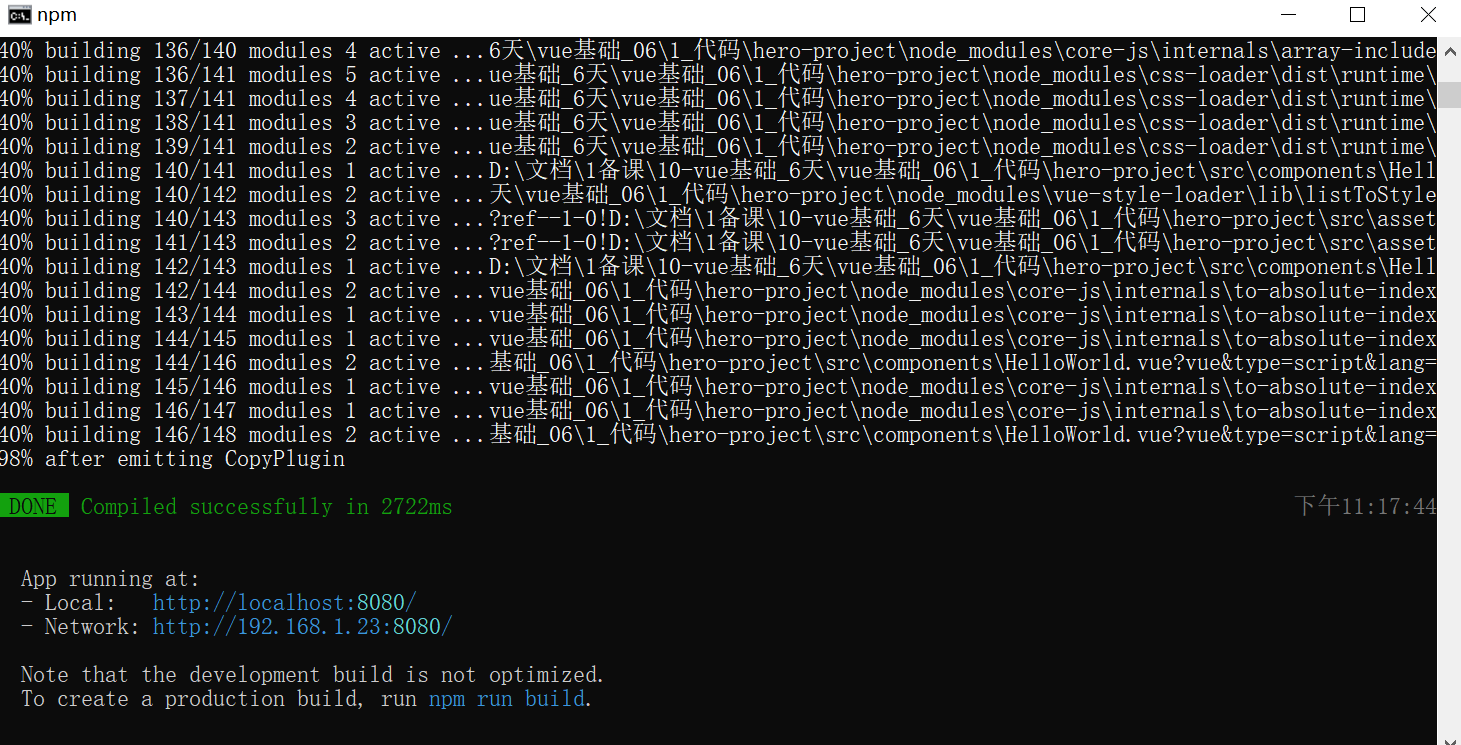 npm
40% building 136/140 modules 4 active ...6天\vue基础_06\1_代码\hero-project\node_modules\core-js\internals\array-include
40% building 136/141 modules 5 active ...ue基础_6天\vue基础_06\1_代码\hero-project\node_modules\css-loader\dist\runtime\
40% building 137/141 modules 4 active ...ue基础_6天\vue基础_06\1_代码\hero-project\node_modules\css-loader\dist\runtime\
40% building 138/141 modules 3 active ...ue基础_6天\vue基础_06\1_代码\hero-project\node_modules\css-loader\dist\runtime\
40% building 139/141 modules 2 active ...ue基础_6天\vue基础_06\1_代码\hero-project\node_modules\css-loader\dist\runtime\
40% building 140/141 modules 1 active ...D:\文档\1备课\10-vue基础_6天\vue基础_06\1_代码\hero-project\src\components\Hell
40% building 140/142 modules 2 active ...天\vue基础_06\1_代码\hero-project\node_modules\vue-style-loader\lib\listToStyle
40% building 140/143 modules 3 active ...?ref--1-0!D:\文档\1备课\10-vue基础_6天\vue基础_06\1_代码\hero-project\src\asset
40% building 141/143 modules 2 active ...?ref--1-0!D:\文档\1备课\10-vue基础_6天\vue基础_06\1_代码\hero-project\src\asset
40% building 142/143 modules 1 active ...D:\文档\1备课\10-vue基础_6天\vue基础_06\1_代码\hero-project\src\components\Hell
40% building 142/144 modules 2 active ...vue基础_06\1_代码\hero-project\node_modules\core-js\internals\to-absolute-index
40% building 143/144 modules 1 active ...vue基础_06\1_代码\hero-project\node_modules\core-js\internals\to-absolute-index
40% building 144/145 modules 1 active ...vue基础_06\1_代码\hero-project\node_modules\core-js\internals\to-absolute-index
40% building 144/146 modules 2 active ...基础_06\1_代码\hero-project\src\components\HelloWorld.vue?vue&type=script&lang=
40% building 145/146 modules 1 active ...vue基础_06\1_代码\hero-project\node_modules\core-js\internals\to-absolute-index
40% building 146/147 modules 1 active ...vue基础_06\1_代码\hero-project\node_modules\core-js\internals\to-absolute-index
40% building 146/148 modules 2 active ...基础_06\1_代码\hero-project\src\components\HelloWorld.vue?vue&type=script&lang=
98% after emitting CopyPlugin
DONE Compiled successfully in 2722ms 下午11:17:44
App running at:
- Local: http://localhost:8080/
- Network: http://192.168.1.23:8080/
Note that the development build is not optimized.
To create a production build, run npm run build.